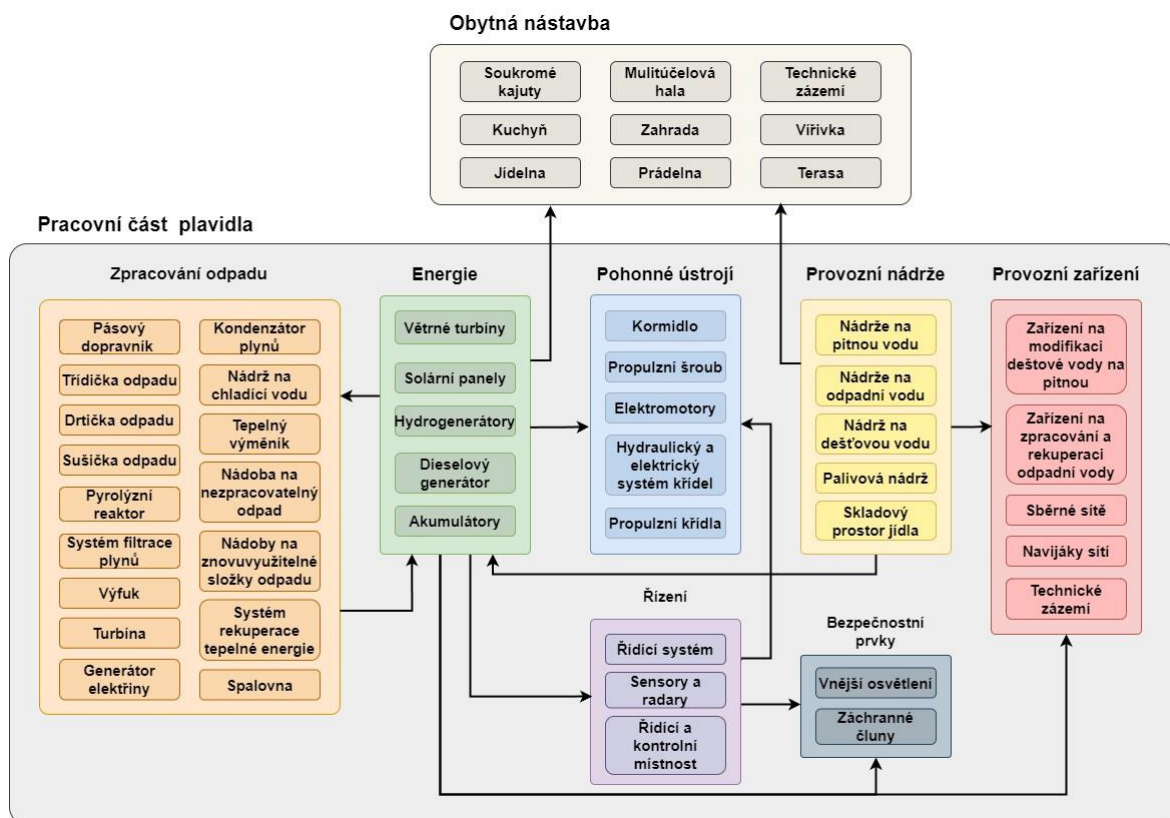 Obytná nástavba
Soukromé
kajuty
Mulitúčelová
hala
Technické
zázemí
Kuchyň
Zahrada
Vířivka
Jídelna
Prádelna
Terasa
Pracovní část plavidla
Zpracování odpadu
Pásový
dopravník
Třídička odpadu
Drtička odpadu
Sušička odpadu
Pyrolýzní
reaktor
Systém filtrace
plynů
Výfuk
Turbína
Generátor
elektřiny
Kondenzátor
plynů
Nádrž na
chladící vodu
Tepelný
výměník
Nádoba na
nezpracovatelný
odpad
Nádoby na
znovuvyužitelné
složky odpadu
Systém
rekuperace
tepelné energie
Spalovna
Energie
Větrné turbíny
Solární panely
Hydrogenerátory
Dieselový
generátor
Akumulátory
Pohonné ústrojí
Kormidlo
Propulzní šroub
Elektromotory
Hydraulický a
elektrický
systém křídel
Propulzní křídla
Provozní nádrže
Nádrže na
pitnou vodu
Nádrže na
odpadní vodu
Nádrž na
dešťovou vodu
Palivová nádrž
Skladový
prostor jídla
Provozní zařízení
Zařízení na
modifikaci
deštové vody na
pitnou
Zařízení na
zpracování a
rekuperaci
odpadní vody
Sběrné sítě
Navijáky sítí
Technické
zázemí
Řízení
Řídící systém
Sensory a
radary
Řídící a
kontrolní
místnost
Bezpečnostní
prvky
Vnější osvětlení
Záchranné
čluny